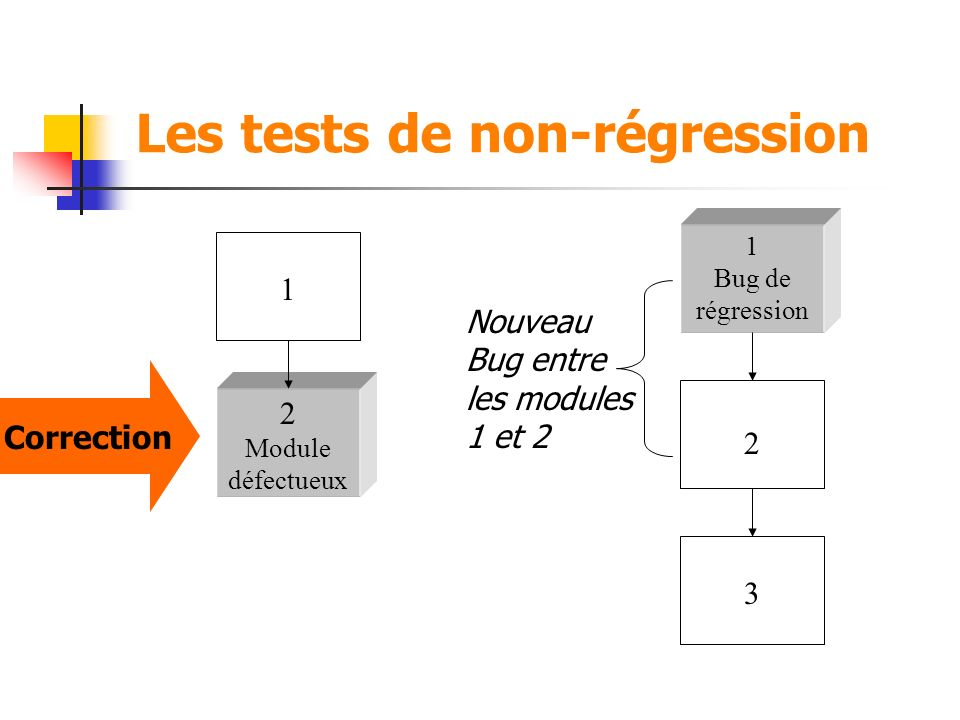 Les tests de non-régression
1
2
Module
défectueux
Correction
Nouveau
Bug entre
les modules
1 et 2
1
Bug de
régression
2
3